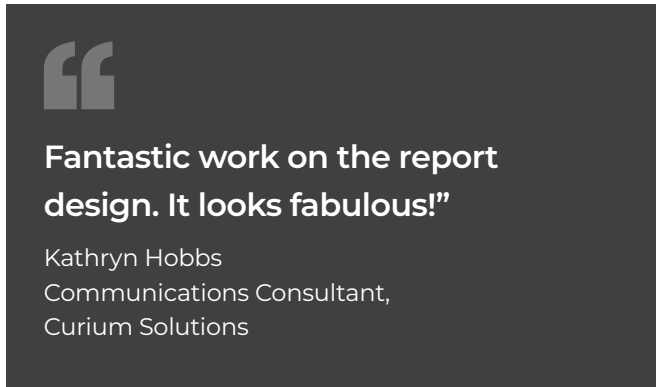 “
Fantastic work on the report
design. It looks fabulous!”
Kathryn Hobbs
Communications Consultant,
Curium Solutions